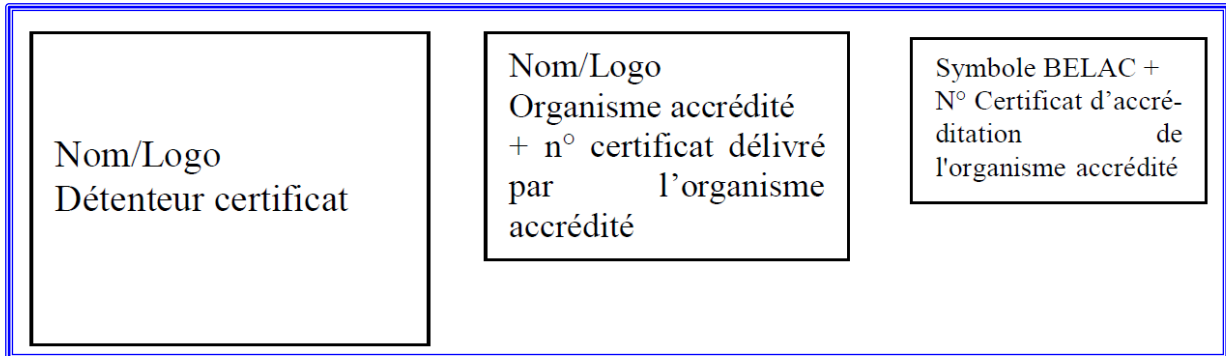 Nom/Logo
Détenteur certificat
Nom/Logo
Organisme accrédité
+ n° certificat délivré
par l’organisme
accrédité
Symbole BELAC +
N° Certificat d’accré-
ditation de
l'organisme accrédité